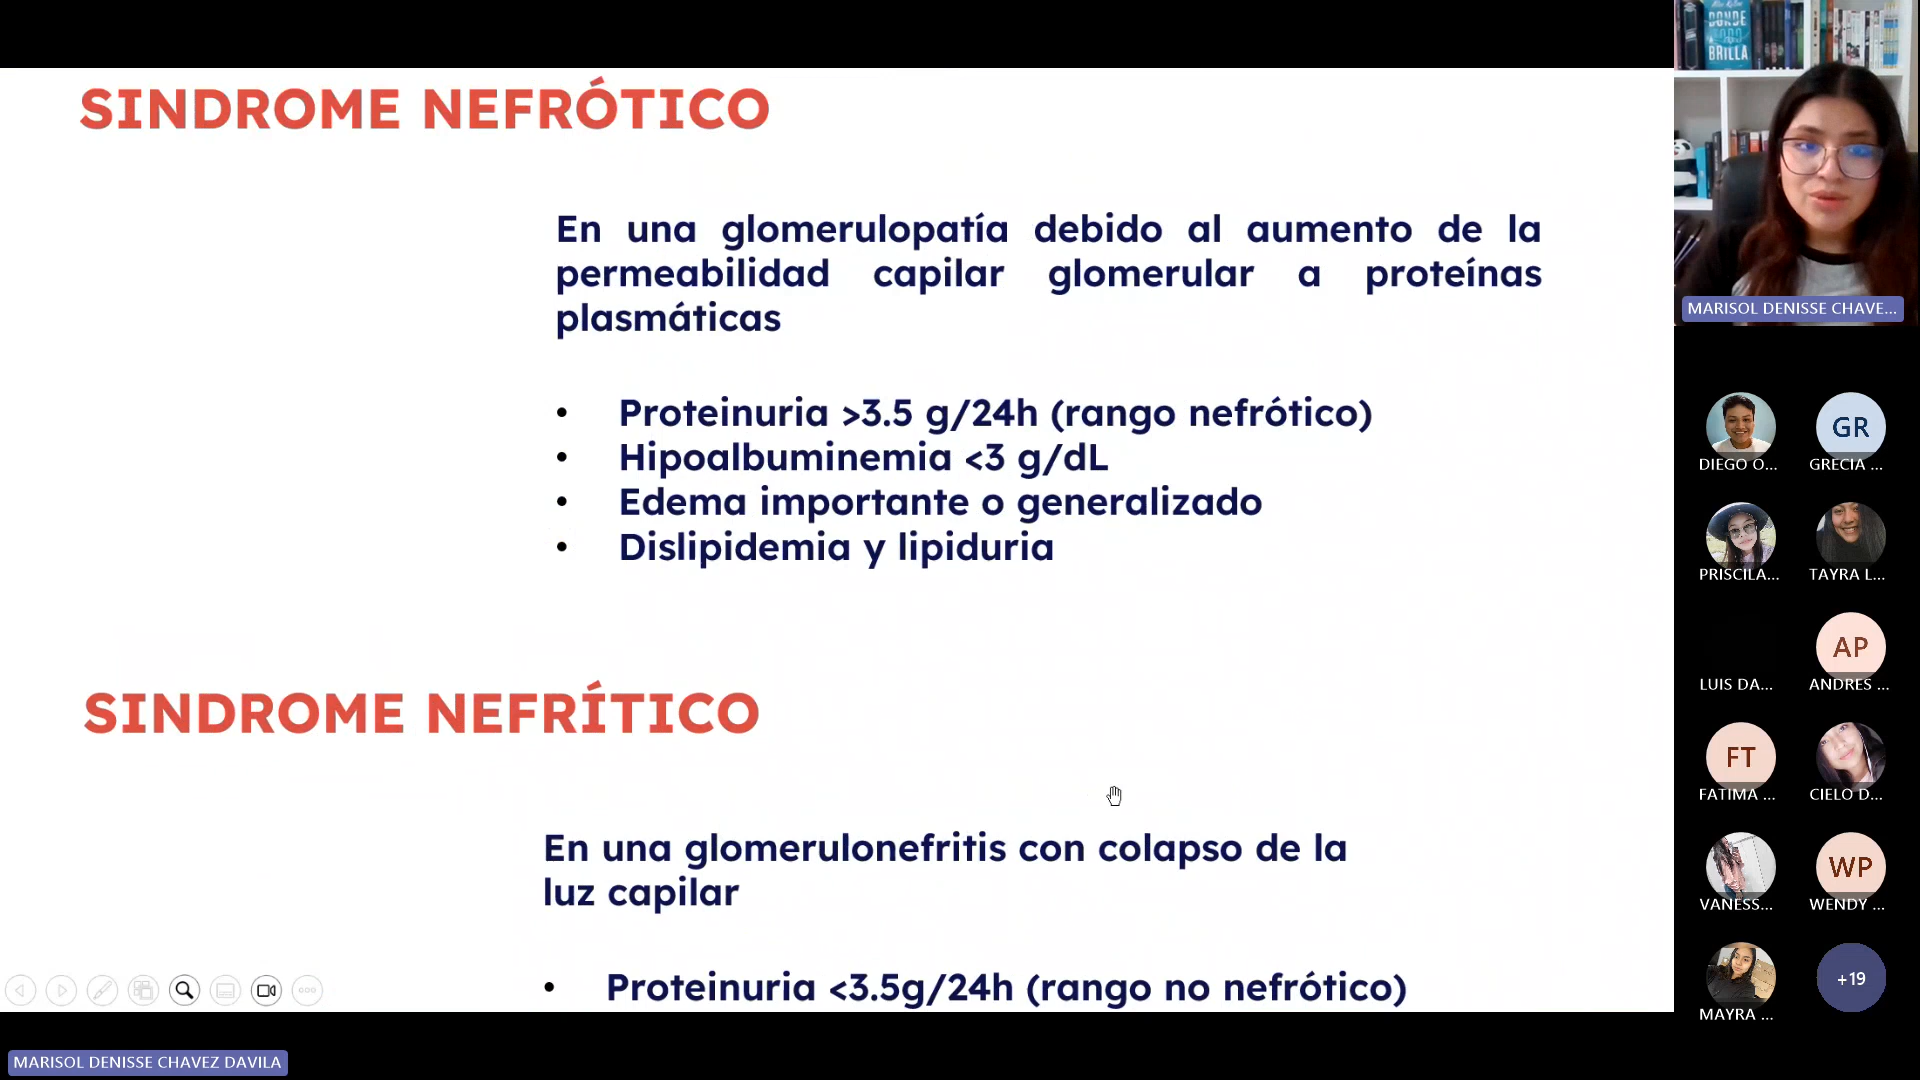 SINDROME NEFRÓTICO
En una glomerulopatía debido al aumento de la
permeabilidad capilar glomerular a proteínas
plasmáticas
• Proteinuria >3.5 g/24h (rango nefrótico)
• Hipoalbuminemia <3 g/dL
• Edema importante o generalizado
• Dislipidemia y lipiduria
SINDROME NEFRÍTICO
En una glomerulonefritis con colapso de la
luz capilar
• Proteinuria <3.5g/24h (rango no nefrótico)
MARISOL DENISSE CHAVEZ DAVILA
DONDE
TODO
BRILLA
MARISOL DENISSE CHAVE...
DIEGO O...
GR
GRECIA ...
PRISCILA...
TAYRA L...
LUIS DA...
AP
ANDRES ...
FT
FATIMA ...
CIELO D...
VANESS...
WP
WENDY ...
MAYRA ...
+19